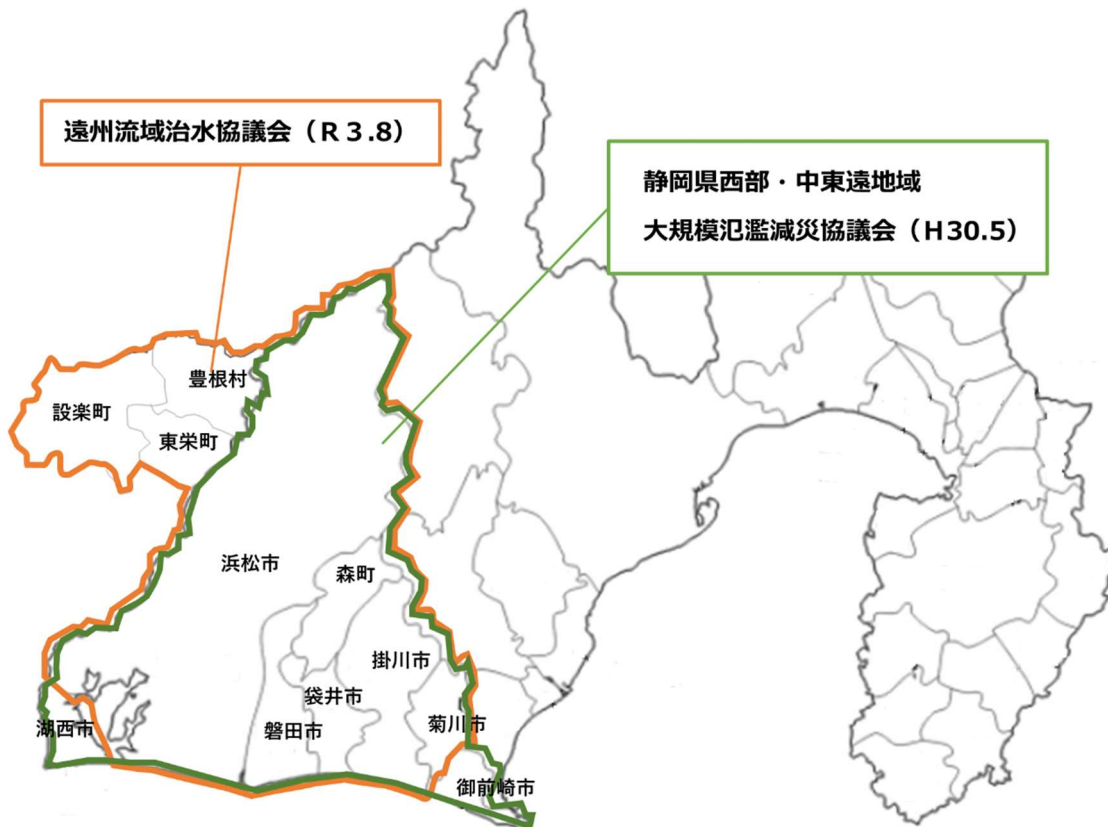 遠州流域治水協議会（R３.8）
静岡県西部・中東遠地域
大規模氾濫減災協議会（H30.5）
豊根村
設楽町
東栄町
浜松市
森町
掛川市
袋井市
菊川市
磐田市
湖西市
御前崎市